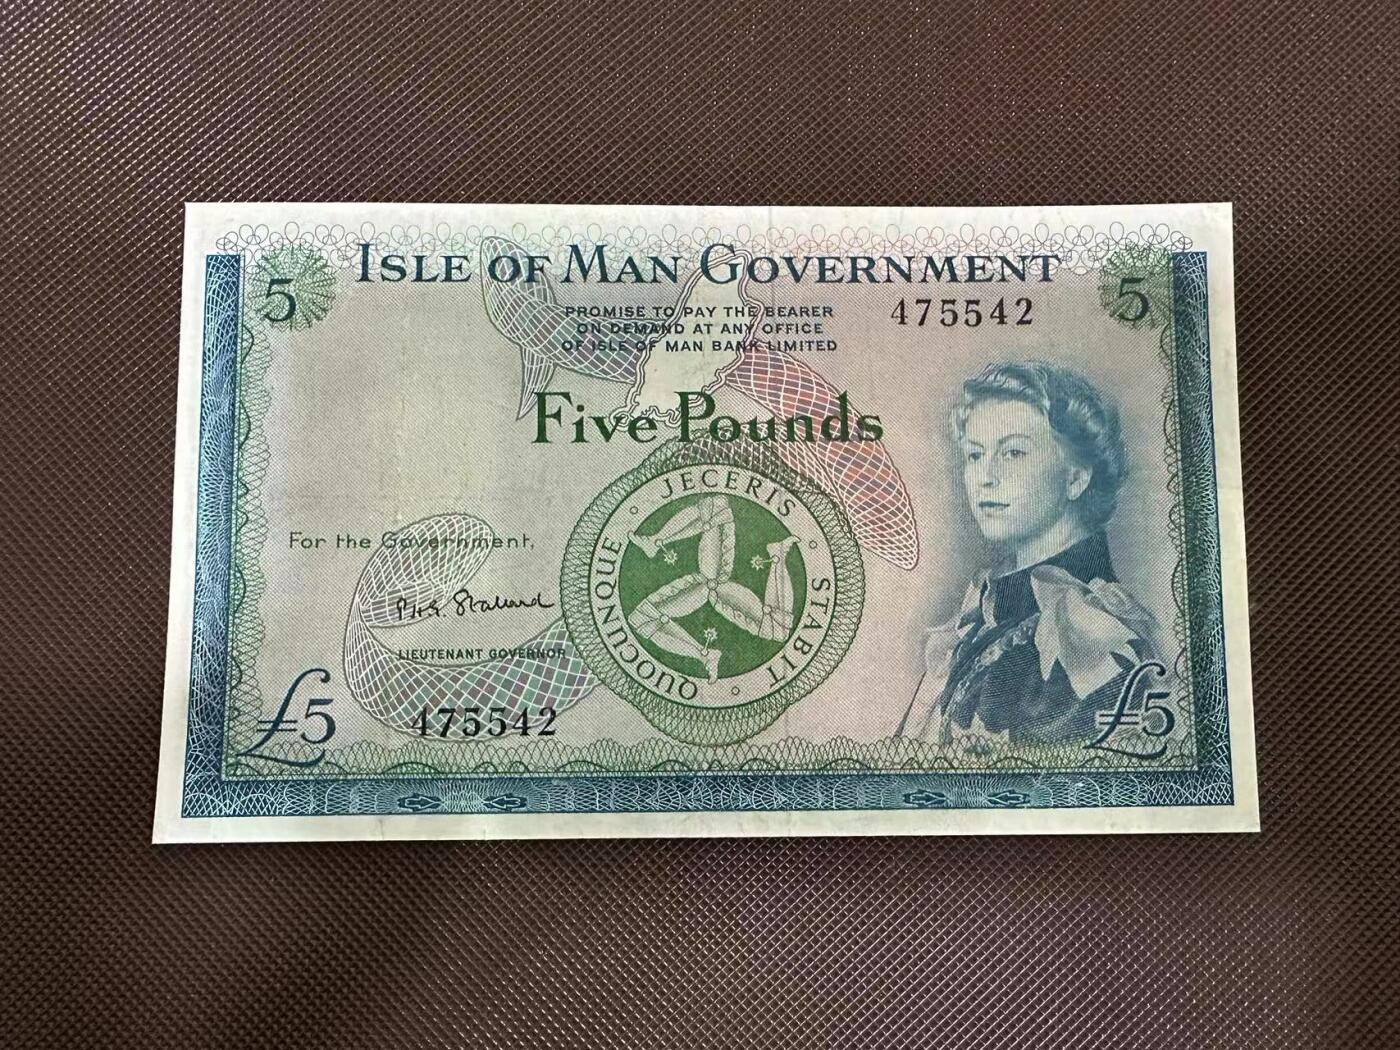 5 ISLE OF MAN GOVERNMENT 5
PROMISE TO PAY THE BEARER
ON DEMAND AT ANY OFFICE
OF ISLE OF MAN BANK LIMITED
475542
Five Pounds
QUOCUNQUE JECERIS STABIT
For the Government,
LIEUTENANT GOVERNOR
475542
£5 £5